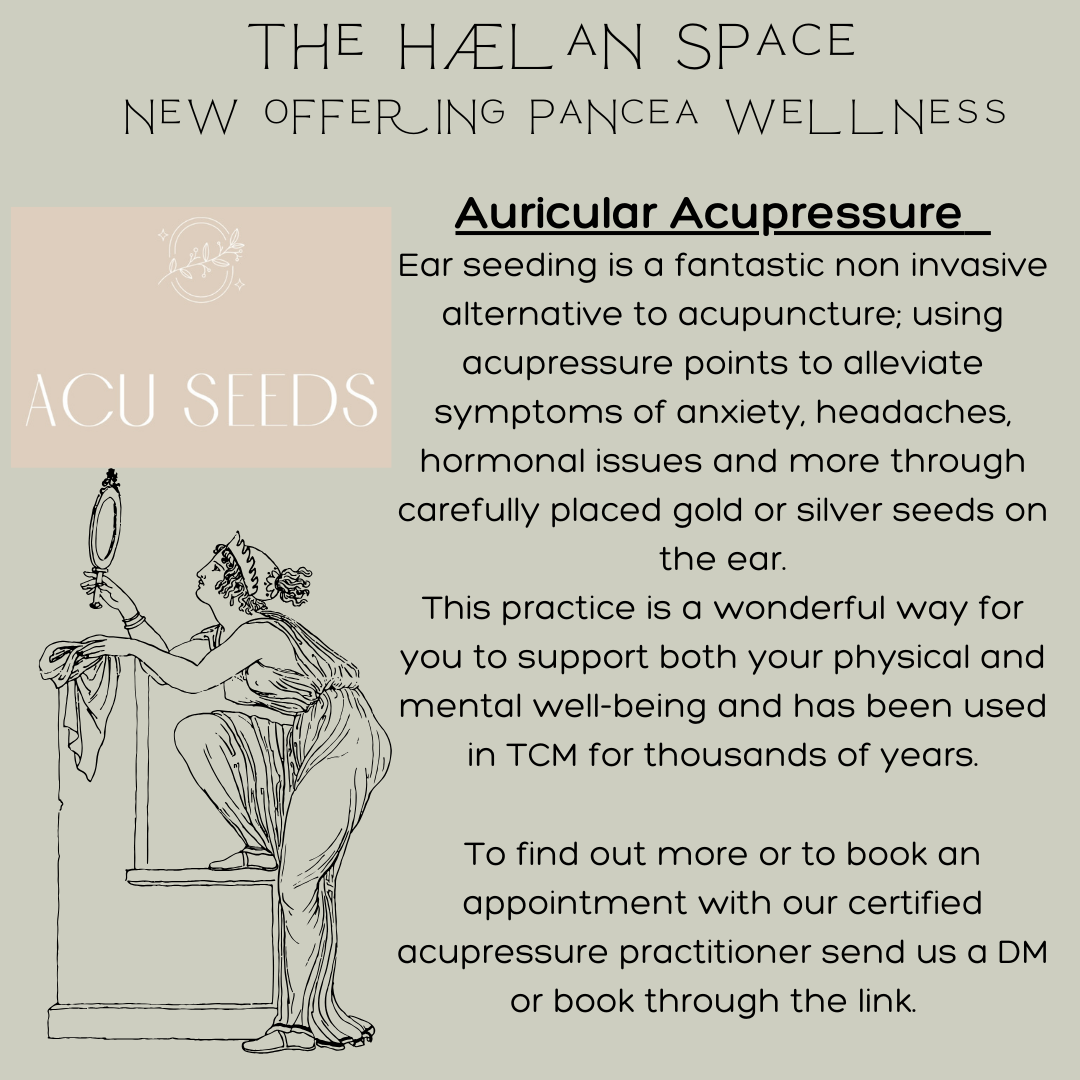 THE HÆLAN SPACE
NEW OFFERING PANCEA WELLNESS
ACU SEEDS
Auricular Acupressure
Ear seeding is a fantastic non invasive
alternative to acupuncture; using
acupressure points to alleviate
symptoms of anxiety, headaches,
hormonal issues and more through
carefully placed gold or silver seeds on
the ear.
This practice is a wonderful way for
you to support both your physical and
mental well-being and has been used
in TCM for thousands of years.
To find out more or to book an
appointment with our certified
acupressure practitioner send us a DM
or book through the link.